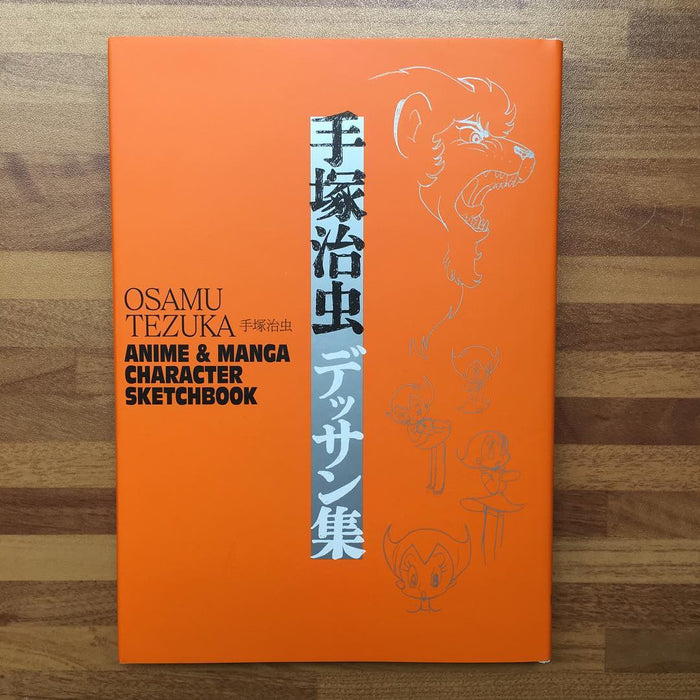 手塚治虫デッサン集
OSAMU
TEZUKA 手塚治虫
ANIME & MANGA
CHARACTER
SKETCHBOOK